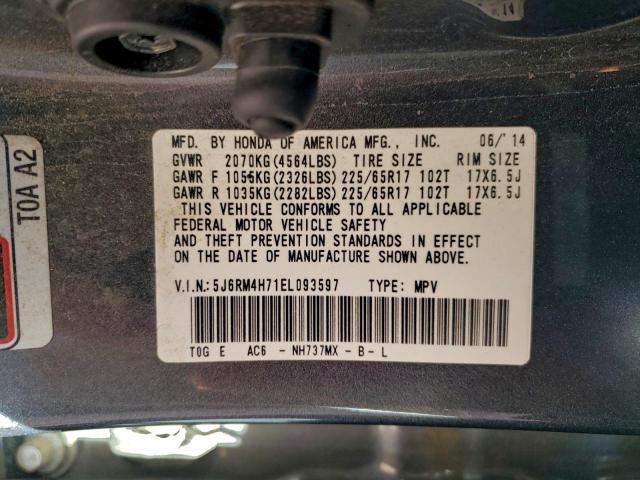 MFD. BY HONDA OF AMERICA MFG., INC. 06/'14
GVWR 2070KG(4564LBS) TIRE SIZE RIM SIZE
GAWR F 1055KG(2326LBS) 225/65R17 102T 17X6.5J
GAWR R 1035KG(2282LBS) 225/65R17 102T 17X6.5J
THIS VEHICLE CONFORMS TO ALL APPLICABLE
FEDERAL MOTOR VEHICLE SAFETY
AND THEFT PREVENTION STANDARDS IN EFFECT
ON THE DATE OF MANUFACTURE SHOWN ABOVE.
V.I.N.: 5J6RM4H71EL093597 TYPE: MPV
T0G E AC6 - NH737MX - B - L
T0A A2